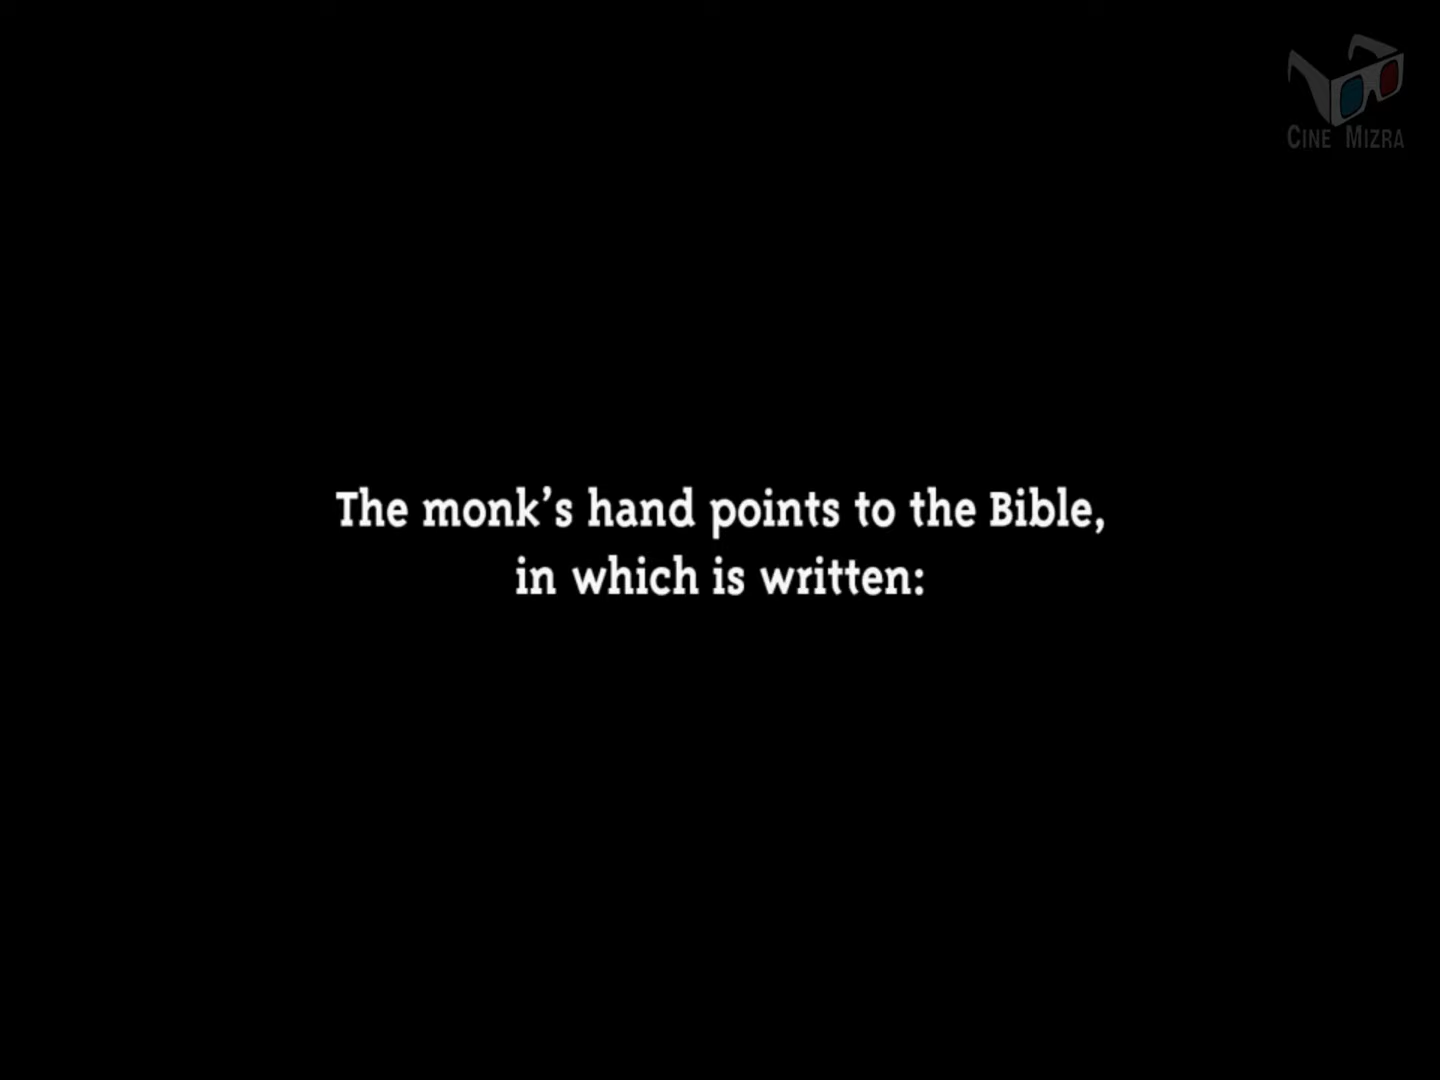 CINE MIZRA
The monk’s hand points to the Bible,
in which is written: